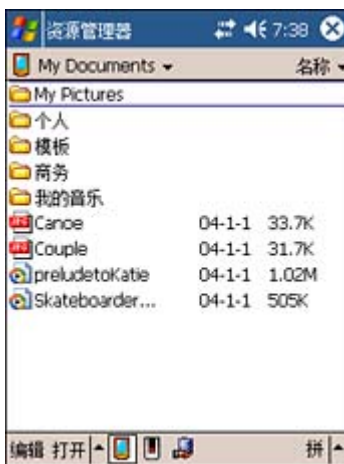 资源管理器 7:38
My Documents 名称
My Pictures
个人
模板
商务
我的音乐
Canoe 04-1-1 33.7K
Couple 04-1-1 31.7K
preludetoKatie 04-1-1 1.02M
Skateboarder... 04-1-1 505K
编辑 打开 拼